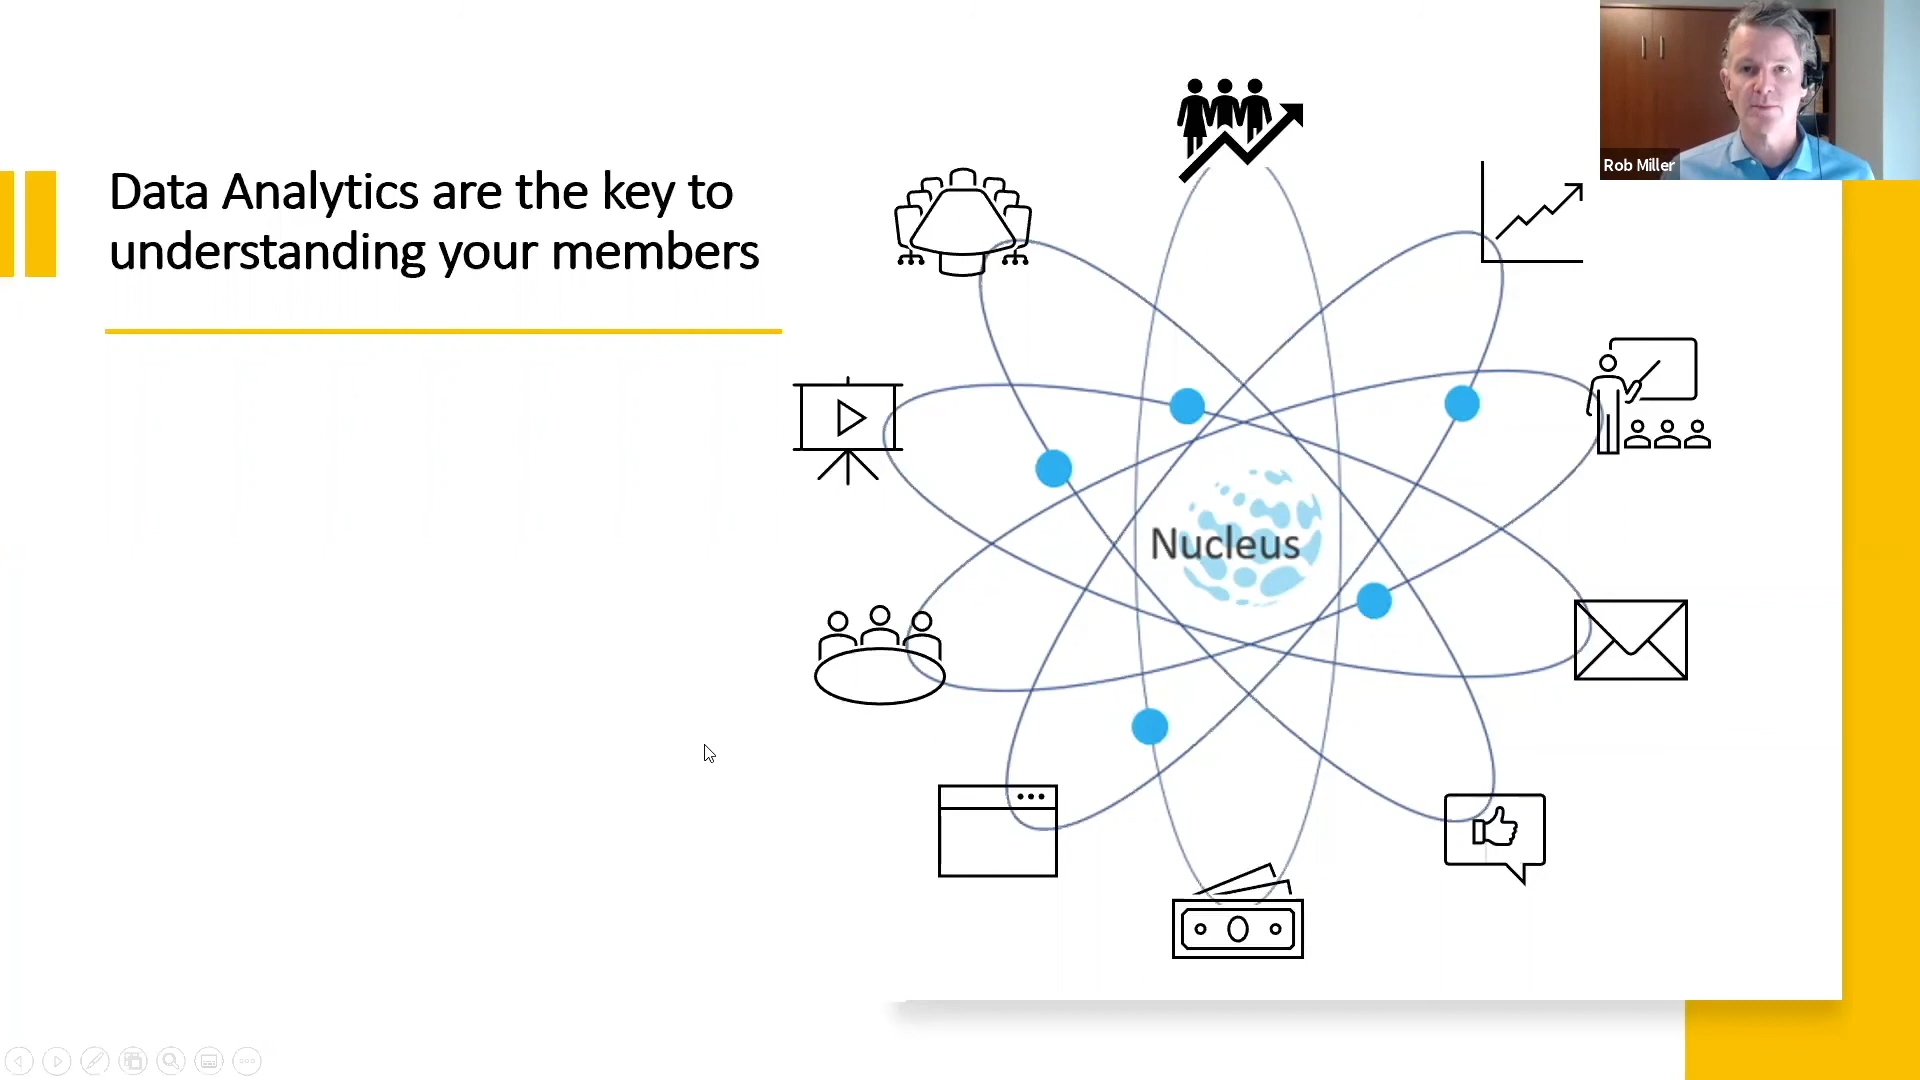 Data Analytics are the key to
understanding your members
Nucleus
Rob Miller